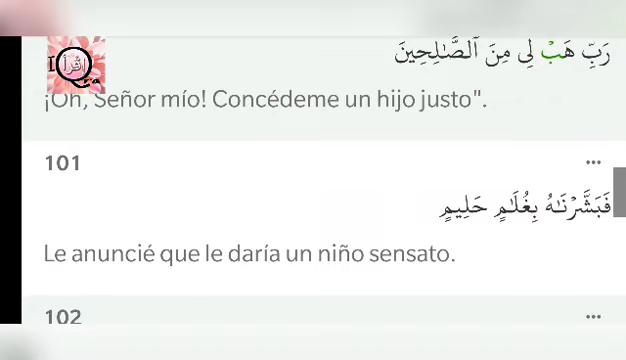 رَبِّ هَبْ لِى مِنَ ٱلصَّـٰلِحِينَ
¡Oh, Señor mío! Concédeme un hijo justo".
101
فَبَشَّرْنَـٰهُ بِغُلَـٰمٍ حَلِيمٍ
Le anuncié que le daría un niño sensato.
102